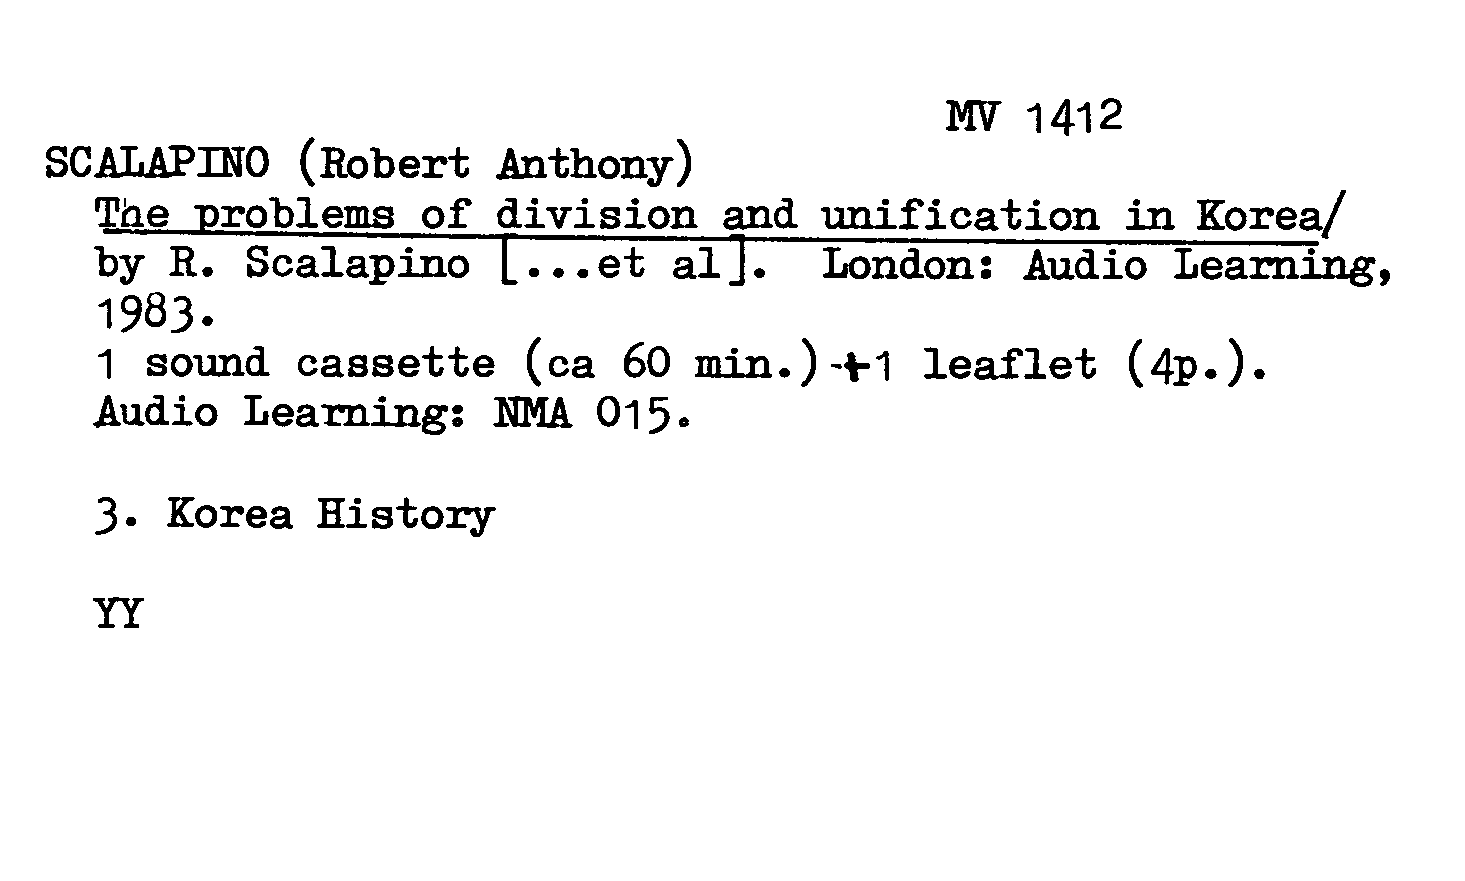 MV 1412
SCALAPINO (Robert Anthony)
The problems of division and unification in Korea/
by R. Scalapino [...et al]. London: Audio Learning,
1983.
1 sound cassette (ca 60 min.)+1 leaflet (4p.).
Audio Learning: NMA 015.
3. Korea History
YY